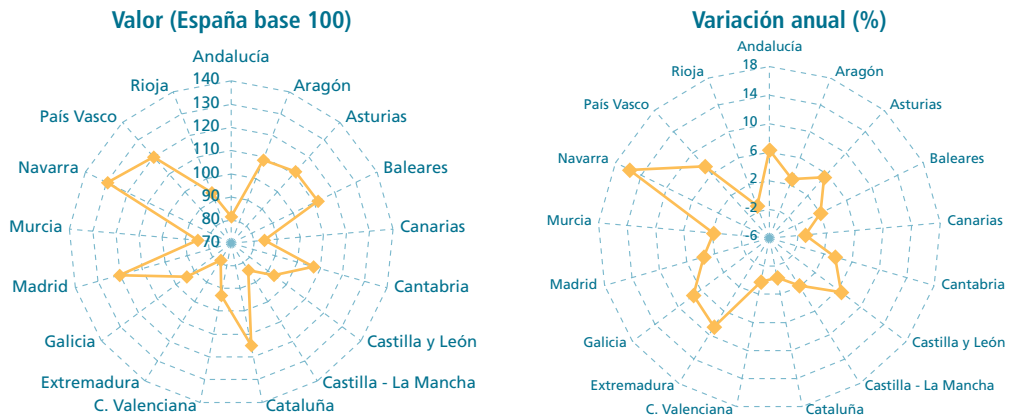 Valor (España base 100)
Andalucía
Aragón
Asturias
Baleares
Canarias
Cantabria
Castilla y León
Castilla - La Mancha
Cataluña
C. Valenciana
Extremadura
Galicia
Madrid
Murcia
Navarra
País Vasco
Rioja
140
130
120
110
100
90
80
70
Variación anual (%)
Andalucía
Aragón
Asturias
Baleares
Canarias
Cantabria
Castilla y León
Castilla - La Mancha
Cataluña
C. Valenciana
Extremadura
Galicia
Madrid
Murcia
Navarra
País Vasco
Rioja
18
14
10
6
2
-2
-6